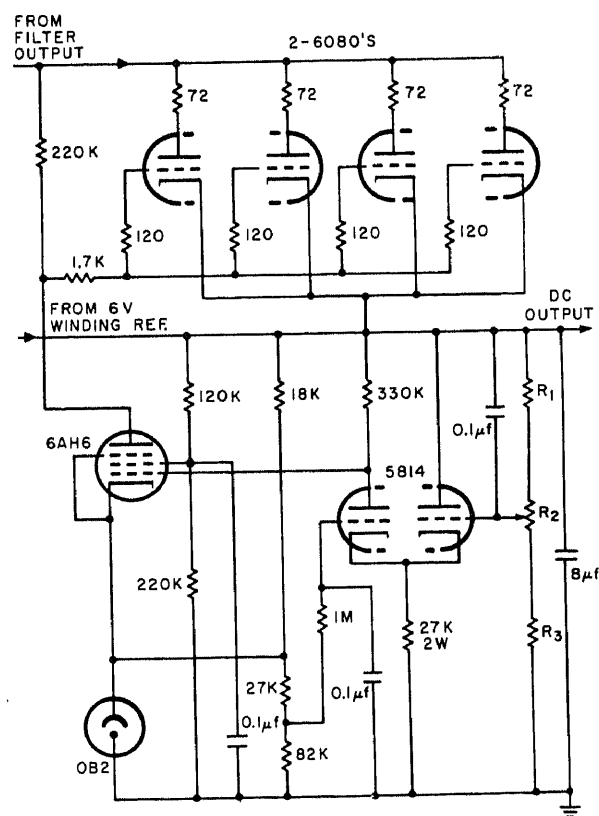 FROM
FILTER
OUTPUT
2-6080'S
72
72
72
72
220K
120
120
120
120
1.7K
FROM 6V
WINDING REF.
DC
OUTPUT
120K
18K
330K
0.1μf
R1
6AH6
5814
R2
220K
1M
27K
2W
8μf
R3
27K
0.1μf
0.1μf
82K
OB2